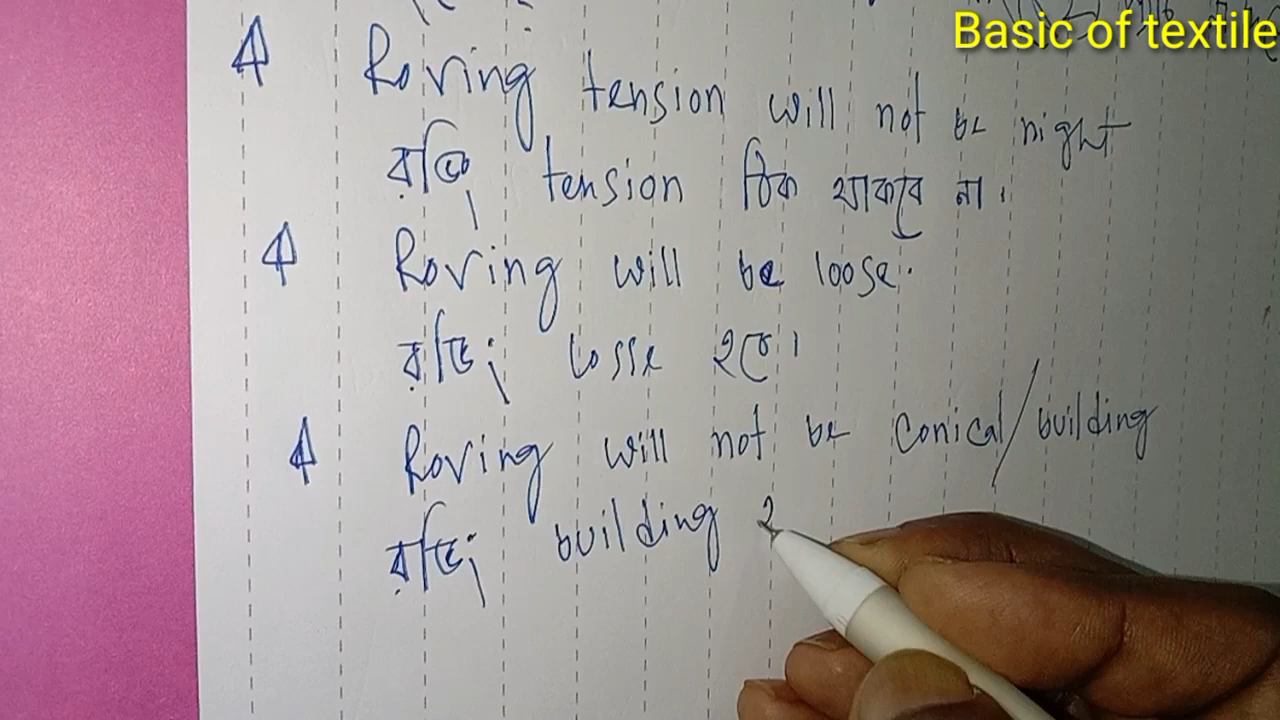 Basic of textile
Roving tension will not be right
রভিং tension ঠিক থাকবে না।
Roving will be loose.
রভিং losse হবে।
Roving will not be conical/building
রভিং building